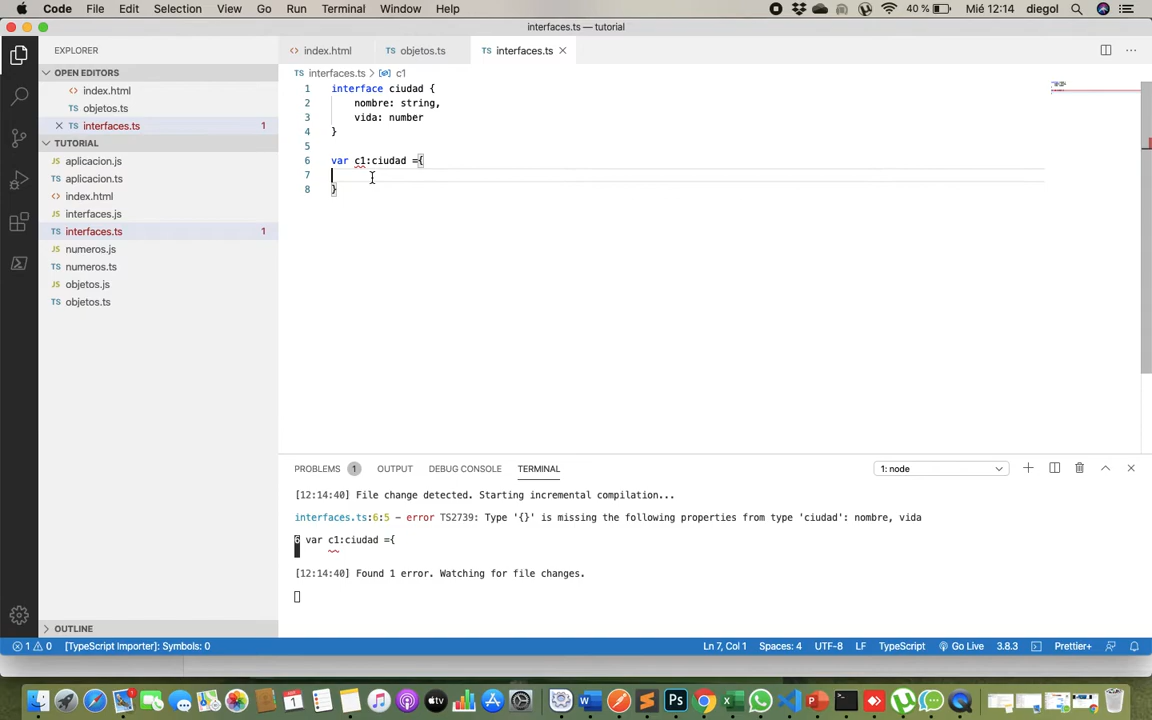 Code File Edit Selection View Go Run Terminal Window Help 40 % Mié 12:14 diegol
interfaces.ts — tutorial
EXPLORER
<> index.html TS objetos.ts TS interfaces.ts
OPEN EDITORS
TS interfaces.ts > c1
<> index.html
TS objetos.ts
TS interfaces.ts 1
TUTORIAL
JS aplicacion.js
TS aplicacion.ts
<> index.html
JS interfaces.js
TS interfaces.ts 1
JS numeros.js
TS numeros.ts
JS objetos.js
TS objetos.ts
1 interface ciudad {
2 nombre: string,
3 vida: number
4 }
5
6 var c1:ciudad ={
7
8 }
PROBLEMS 1 OUTPUT DEBUG CONSOLE TERMINAL 1: node
[12:14:40] File change detected. Starting incremental compilation...
interfaces.ts:6:5 - error TS2739: Type '{}' is missing the following properties from type 'ciudad': nombre, vida
6 var c1:ciudad ={
~~
[12:14:40] Found 1 error. Watching for file changes.
OUTLINE
1 0 [TypeScript Importer]: Symbols: 0 Ln 7, Col 1 Spaces: 4 UTF-8 LF TypeScript Go Live 3.8.3 Prettier+